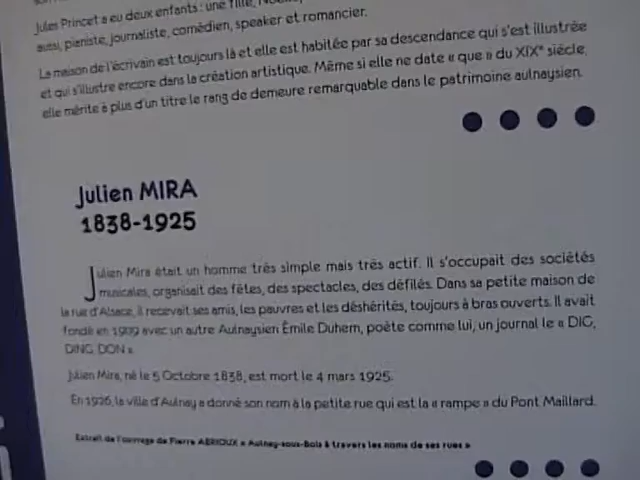 Jules Princet a eu deux enfants : une fille,
aussi, pianiste, journaliste, comédien, speaker et romancier.
La maison de l'écrivain est toujours là et elle est habitée par sa descendance qui s'est illustrée
et qui s'illustre encore dans la création artistique. Même si elle ne date « que » du XIXe siècle,
elle mérite à plus d'un titre le rang de demeure remarquable dans le patrimoine aulnaysien.
Julien MIRA
1838-1925
Julien Mira était un homme très simple mais très actif. Il s'occupait des sociétés
musicales, organisait des fêtes, des spectacles, des défilés. Dans sa petite maison de
la rue d'Alsace, il recevait ses amis, les pauvres et les déshérités, toujours à bras ouverts. Il avait
fondé en 1909 avec un autre Aulnaysien Émile Duhem, poète comme lui, un journal le « DIG,
DING, DON ».
Julien Mira, né le 5 Octobre 1838, est mort le 4 mars 1925.
En 1926, la ville d'Aulnay a donné son nom à la petite rue qui est la « rampe » du Pont Maillard.
Extrait de l'ouvrage de Pierre ABRIOUX « Aulnay-sous-Bois à travers les noms de ses rues »